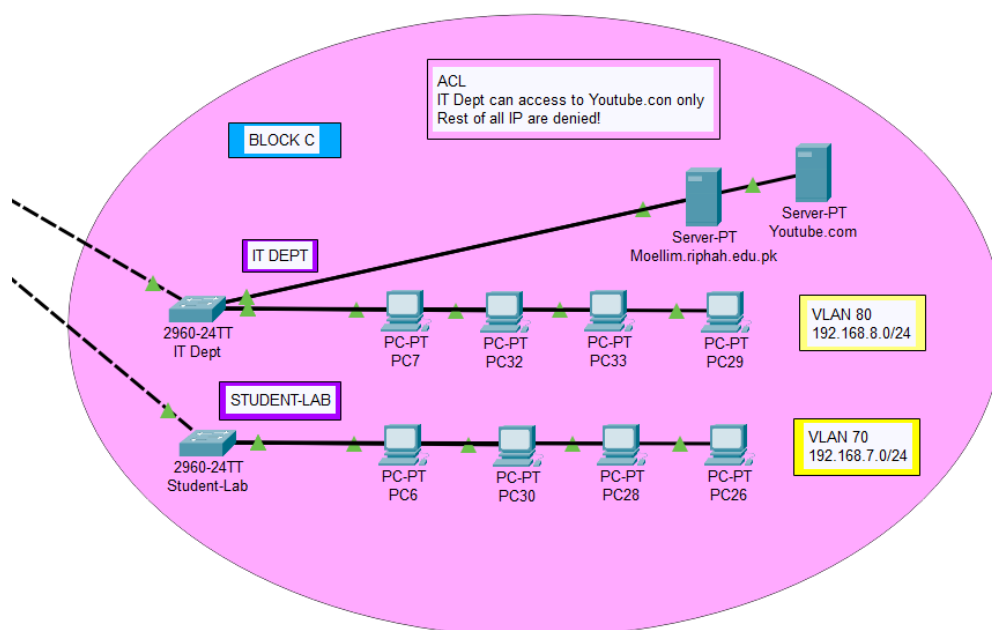 ACL
IT Dept can access to Youtube.con only
Rest of all IP are denied!
BLOCK C
Server-PT
Youtube.com
Server-PT
Moellim.riphah.edu.pk
IT DEPT
2960-24TT
IT Dept
PC-PT
PC7
PC-PT
PC32
PC-PT
PC33
PC-PT
PC29
VLAN 80
192.168.8.0/24
STUDENT-LAB
2960-24TT
Student-Lab
PC-PT
PC6
PC-PT
PC30
PC-PT
PC28
PC-PT
PC26
VLAN 70
192.168.7.0/24